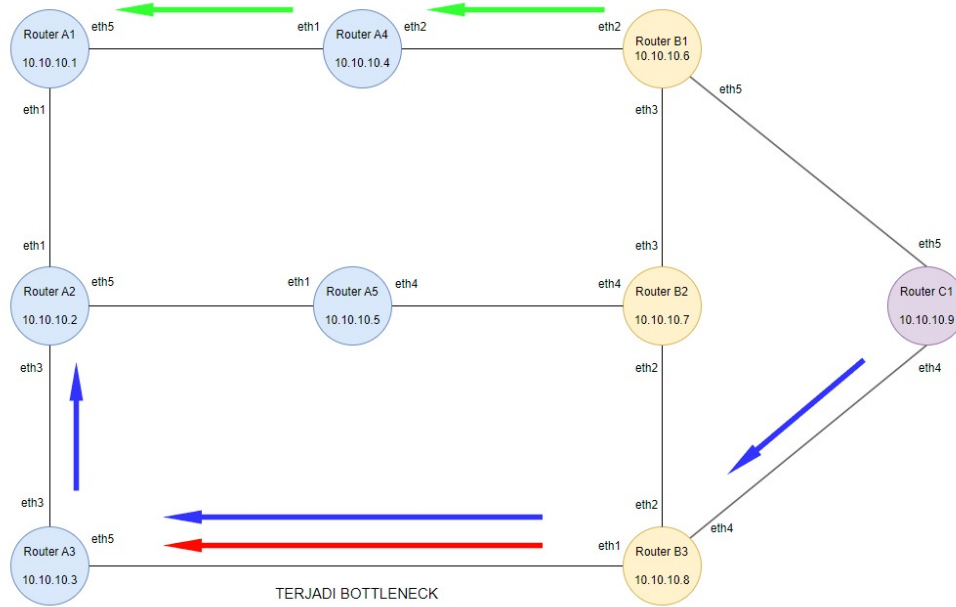 eth5
eth1
eth2
eth2
Router A1
10.10.10.1
Router A4
10.10.10.4
Router B1
10.10.10.6
eth1
eth3
eth5
eth1
eth3
eth5
eth5
eth1
eth4
eth4
Router A2
10.10.10.2
Router A5
10.10.10.5
Router B2
10.10.10.7
Router C1
10.10.10.9
eth3
eth2
eth4
eth3
eth2
eth4
eth5
eth1
Router A3
10.10.10.3
Router B3
10.10.10.8
TERJADI BOTTLENECK